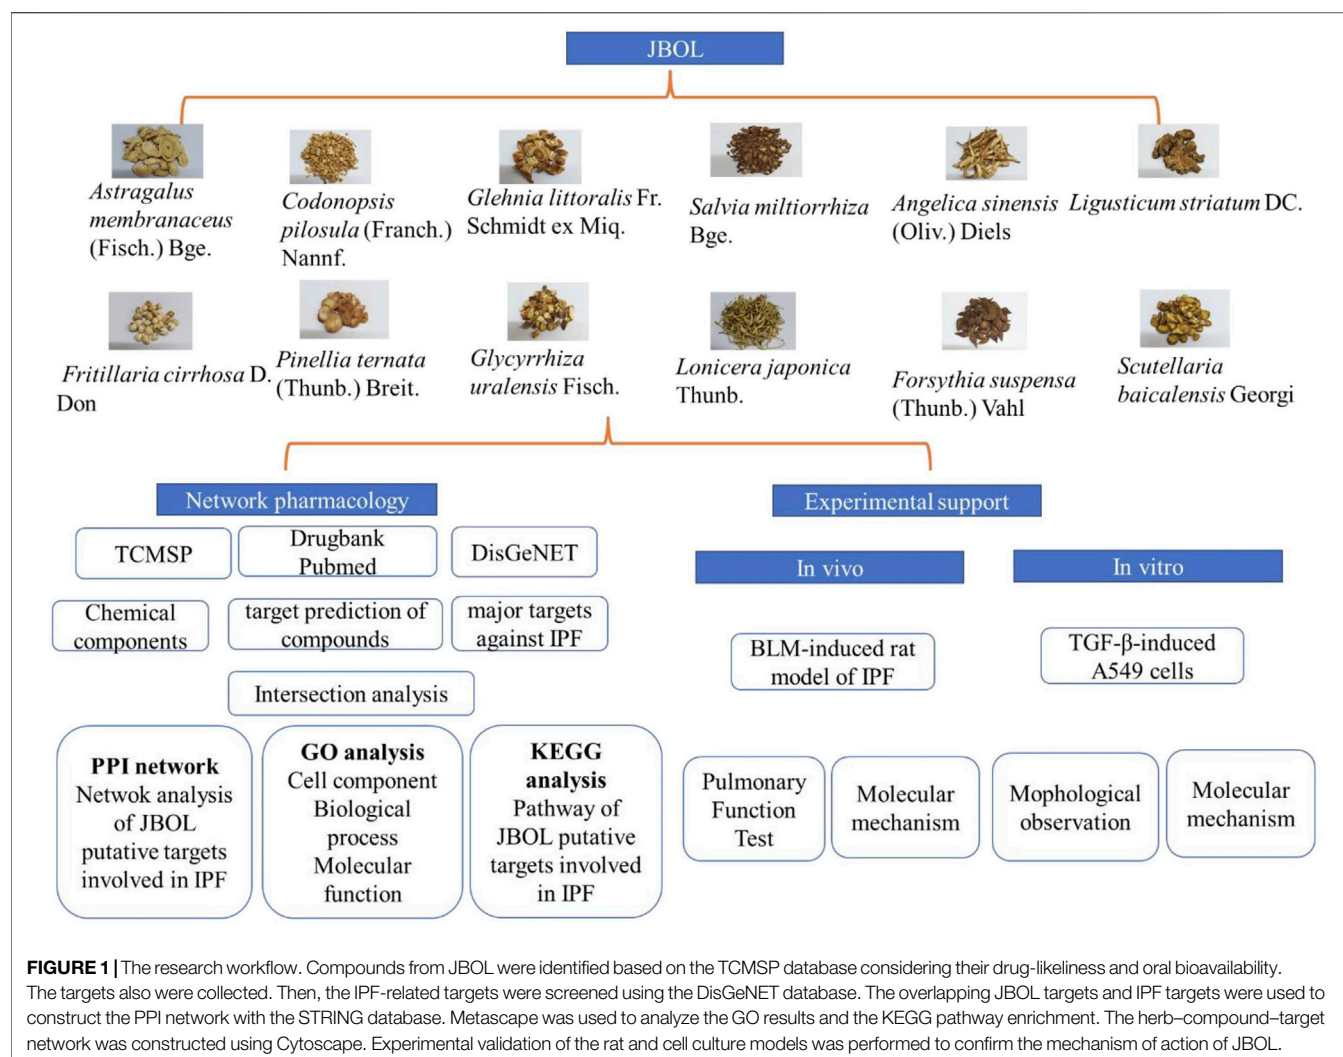 JBOL
Astragalus
membranaceus
(Fisch.) Bge.
Codonopsis
pilosula (Franch.)
Nannf.
Glehnia littoralis Fr.
Schmidt ex Miq.
Salvia miltiorrhiza
Bge.
Angelica sinensis
(Oliv.) Diels
Ligusticum striatum DC.
Fritillaria cirrhosa D.
Don
Pinellia ternata
(Thunb.) Breit.
Glycyrrhiza
uralensis Fisch.
Lonicera japonica
Thunb.
Forsythia suspensa
(Thunb.) Vahl
Scutellaria
baicalensis Georgi
Network pharmacology
TCMSP
Drugbank
Pubmed
DisGeNET
Chemical
components
target prediction of
compounds
major targets
against IPF
Intersection analysis
PPI network
Netwok analysis
of JBOL
putative targets
involved in IPF
GO analysis
Cell component
Biological
process
Molecular
function
KEGG
analysis
Pathway of
JBOL putative
targets involved
in IPF
Experimental support
In vivo
In vitro
BLM-induced rat
model of IPF
TGF-β-induced
A549 cells
Pulmonary
Function
Test
Molecular
mechanism
Mophological
observation
Molecular
mechanism
FIGURE 1 | The research workflow. Compounds from JBOL were identified based on the TCMSP database considering their drug-likeliness and oral bioavailability.
The targets also were collected. Then, the IPF-related targets were screened using the DisGeNET database. The overlapping JBOL targets and IPF targets were used to
construct the PPI network with the STRING database. Metascape was used to analyze the GO results and the KEGG pathway enrichment. The herb–compound–target
network was constructed using Cytoscape. Experimental validation of the rat and cell culture models was performed to confirm the mechanism of action of JBOL.